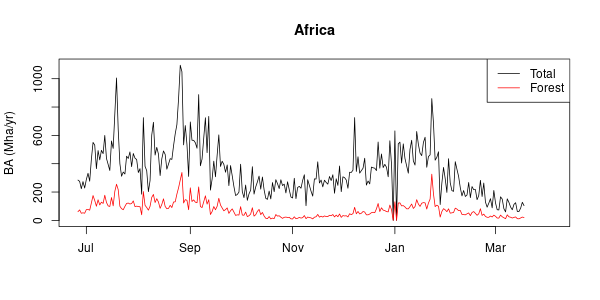 Africa
BA (Mha/yr)
1000
600
200
0
Total
Forest
Jul Sep Nov Jan Mar